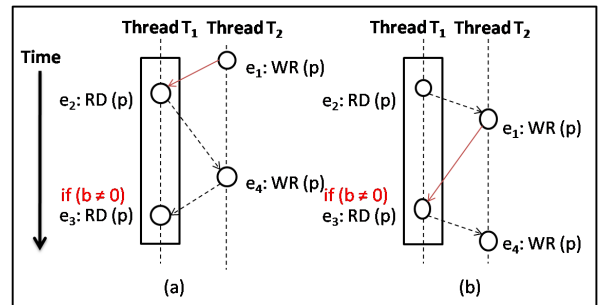 Thread T1 Thread T2 Thread T1 Thread T2
Time
e1: WR (p)
e2: RD (p) e2: RD (p)
e1: WR (p)
e4: WR (p)
if (b ≠ 0) if (b ≠ 0)
e3: RD (p) e3: RD (p)
e4: WR (p)
(a) (b)